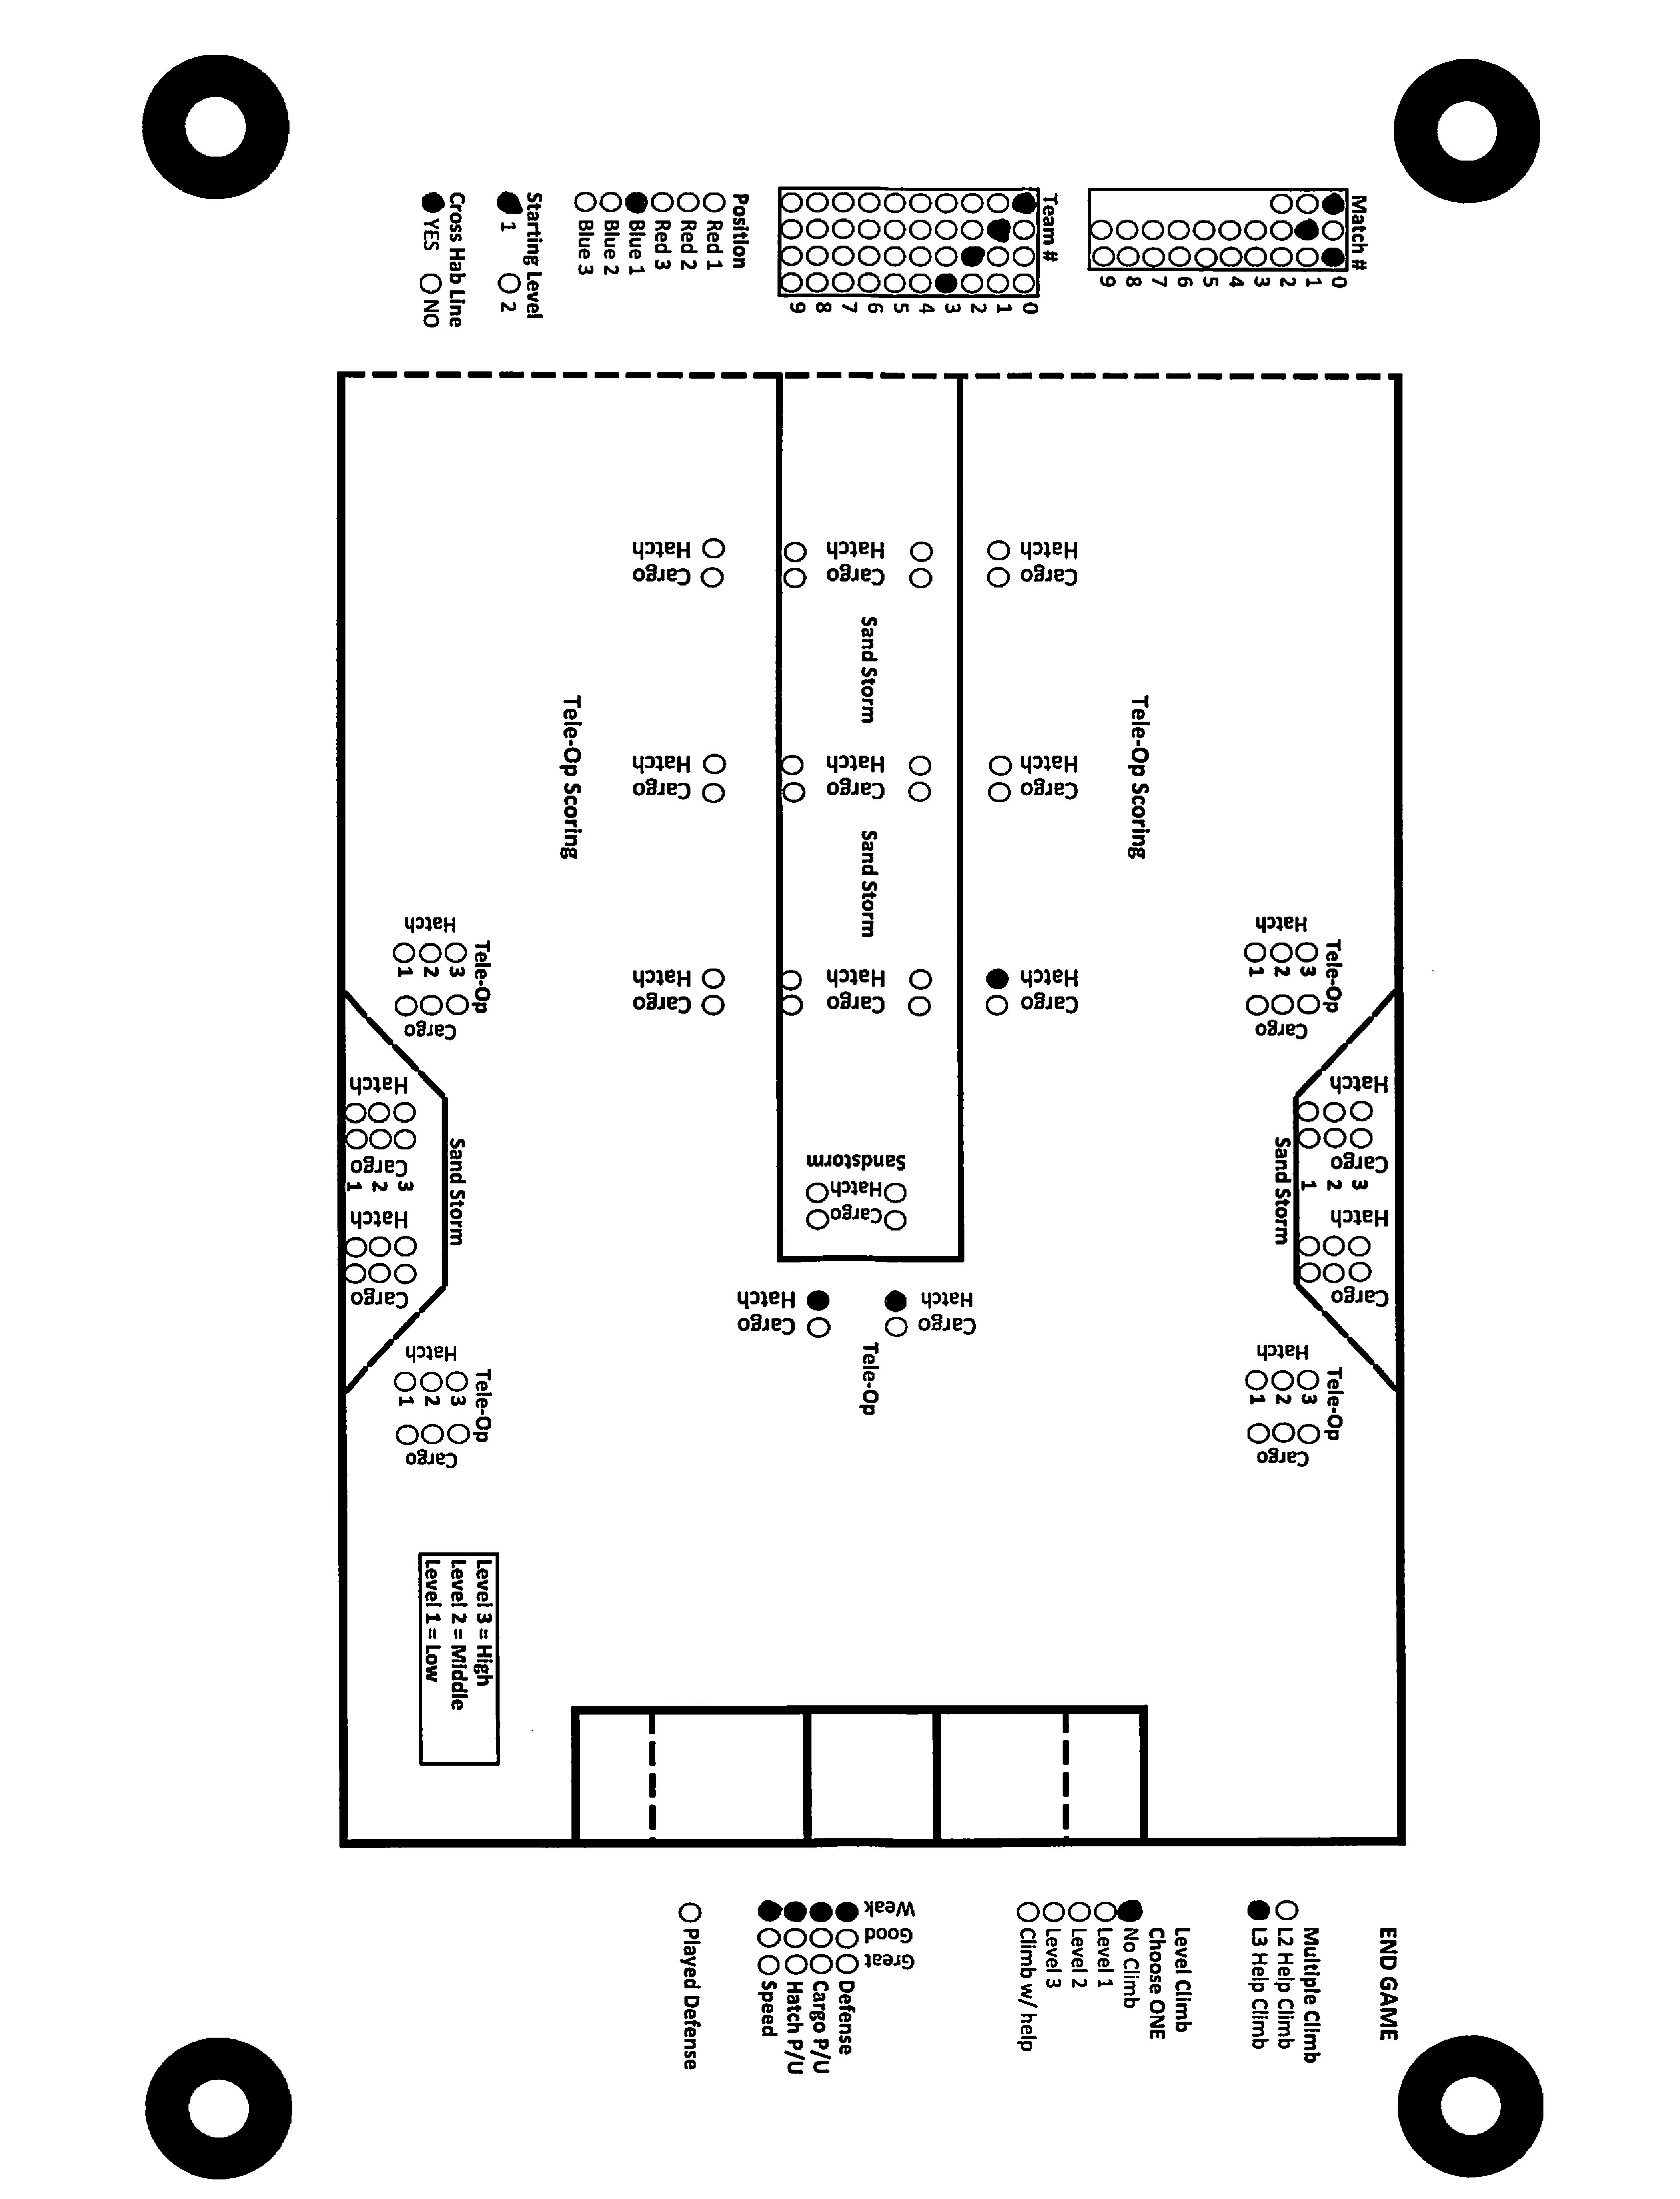 Match #
0
1
2
3
4
5
6
7
8
9
Team #
0
1
2
3
4
5
6
7
8
9
Position
Red 1
Red 2
Red 3
Blue 1
Blue 2
Blue 3
Starting Level
1 2
Cross Hab Line
YES NO
Hatch Cargo
3
2
1
Hatch Cargo
Hatch Cargo
3
2
1
Sand Storm
Tele-Op
Hatch Cargo
3
2
1
Tele-Op
Tele-Op Scoring
Hatch Cargo
Hatch Cargo
Hatch Cargo
Hatch Cargo
Sand Storm
Hatch Cargo
Sand Storm
Hatch Cargo
Sandstorm
Hatch Cargo
Hatch Cargo
Tele-Op
Hatch Cargo
Hatch Cargo
Hatch Cargo
Hatch Cargo
Tele-Op Scoring
Tele-Op
Hatch Cargo
3
2
1
Sand Storm
Hatch Cargo
3
2
1
Hatch Cargo
Tele-Op
Hatch Cargo
3
2
1
Level 3 = High
Level 2 = Middle
Level 1 = Low
END GAME
Multiple Climb
L2 Help Climb
L3 Help Climb
Level Climb
Choose ONE
No Climb
Level 1
Level 2
Level 3
Climb w/ help
Weak Good Great
Defense
Cargo P/U
Hatch P/U
Speed
Played Defense